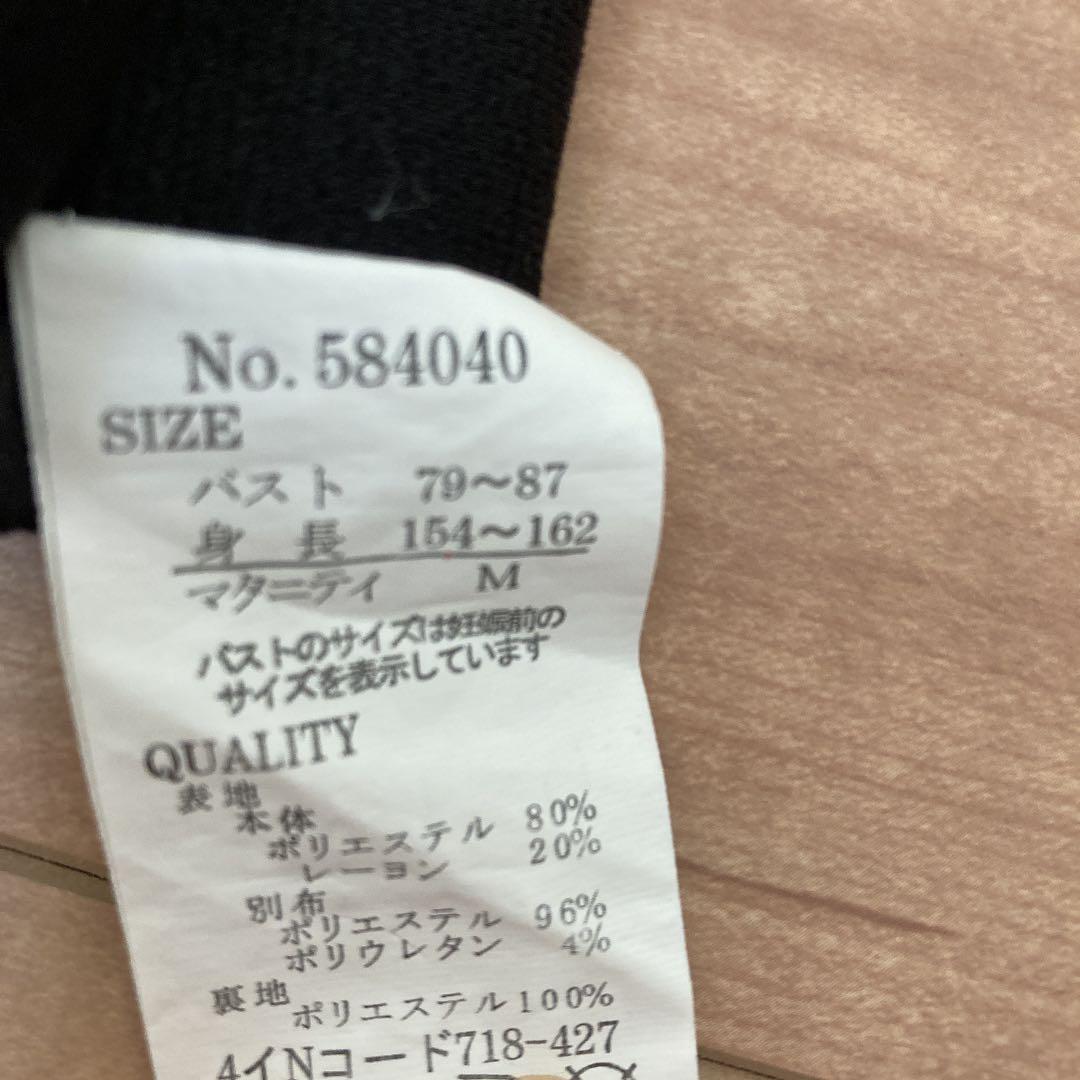 No. 584040
SIZE
バスト 79〜87
身長 154〜162
マタニティ M
バストのサイズは妊娠前の
サイズを表示しています
QUALITY
表地
本体
ポリエステル 80%
レーヨン 20%
別布
ポリエステル 96%
ポリウレタン 4%
裏地
ポリエステル100%
4イNコード718-427